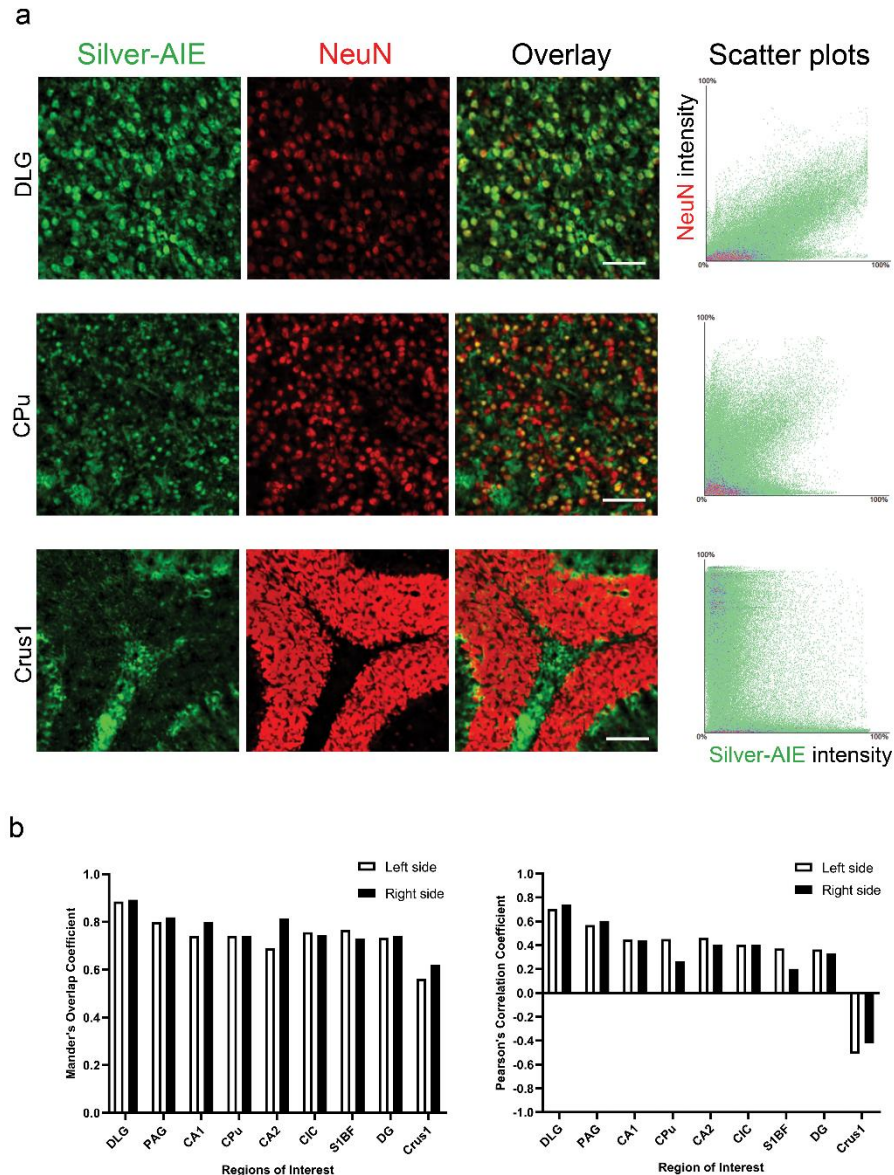 a
Silver-AIE
NeuN
Overlay
Scatter plots
DLG
100%
NeuN intensity
0%
100%
CPu
100%
0%
100%
Crus1
100%
0%
100%
Silver-AIE intensity
b
Left side
Right side
Mander's Overlap Coefficient
1.0
0.8
0.6
0.4
0.2
0.0
DLG
PAG
CA1
CPu
CA2
CIC
S1BF
DG
Crus1
Regions of Interest
Left side
Right side
Pearson's Correlation Coefficient
1.0
0.8
0.6
0.4
0.2
0.0
-0.2
-0.4
-0.6
-0.8
-1.0
DLG
PAG
CA1
CPu
CA2
CIC
S1BF
DG
Crus1
Region of Interest